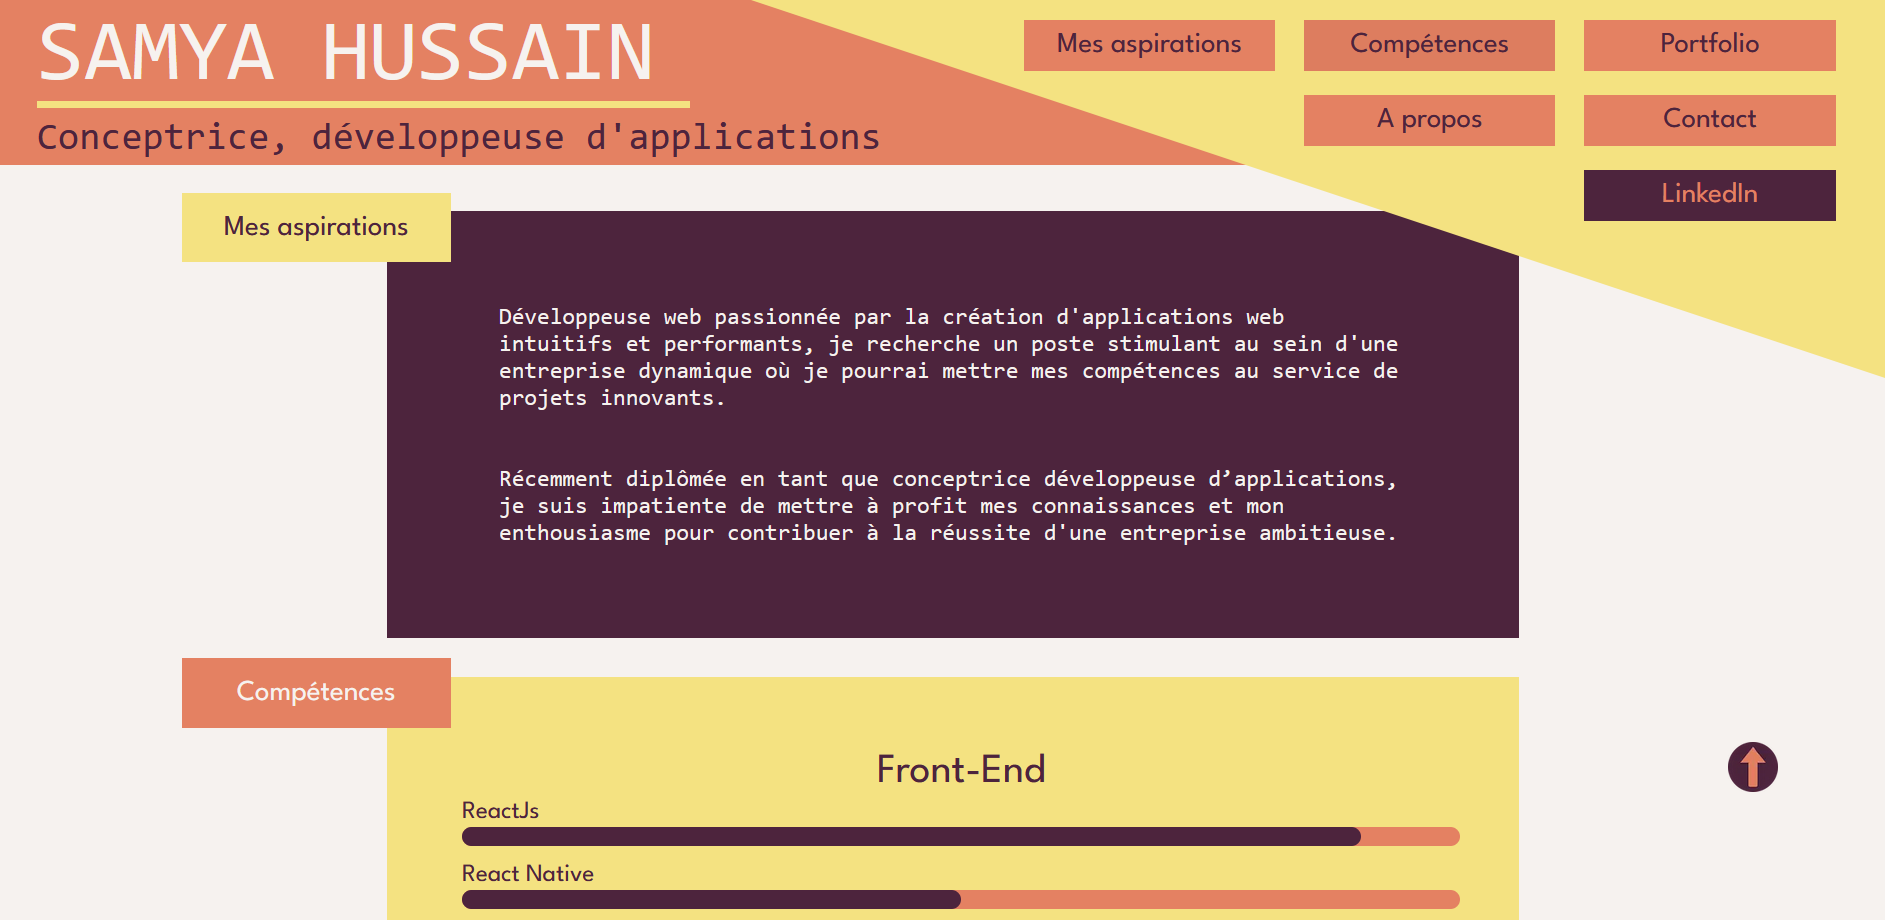 SAMYA HUSSAIN
Conceptrice, développeuse d'applications
Mes aspirations
Compétences
Portfolio
A propos
Contact
LinkedIn
Mes aspirations
Développeuse web passionnée par la création d'applications web
intuitifs et performants, je recherche un poste stimulant au sein d'une
entreprise dynamique où je pourrai mettre mes compétences au service de
projets innovants.
Récemment diplômée en tant que conceptrice développeuse d’applications,
je suis impatiente de mettre à profit mes connaissances et mon
enthousiasme pour contribuer à la réussite d'une entreprise ambitieuse.
Compétences
Front-End
ReactJs
React Native